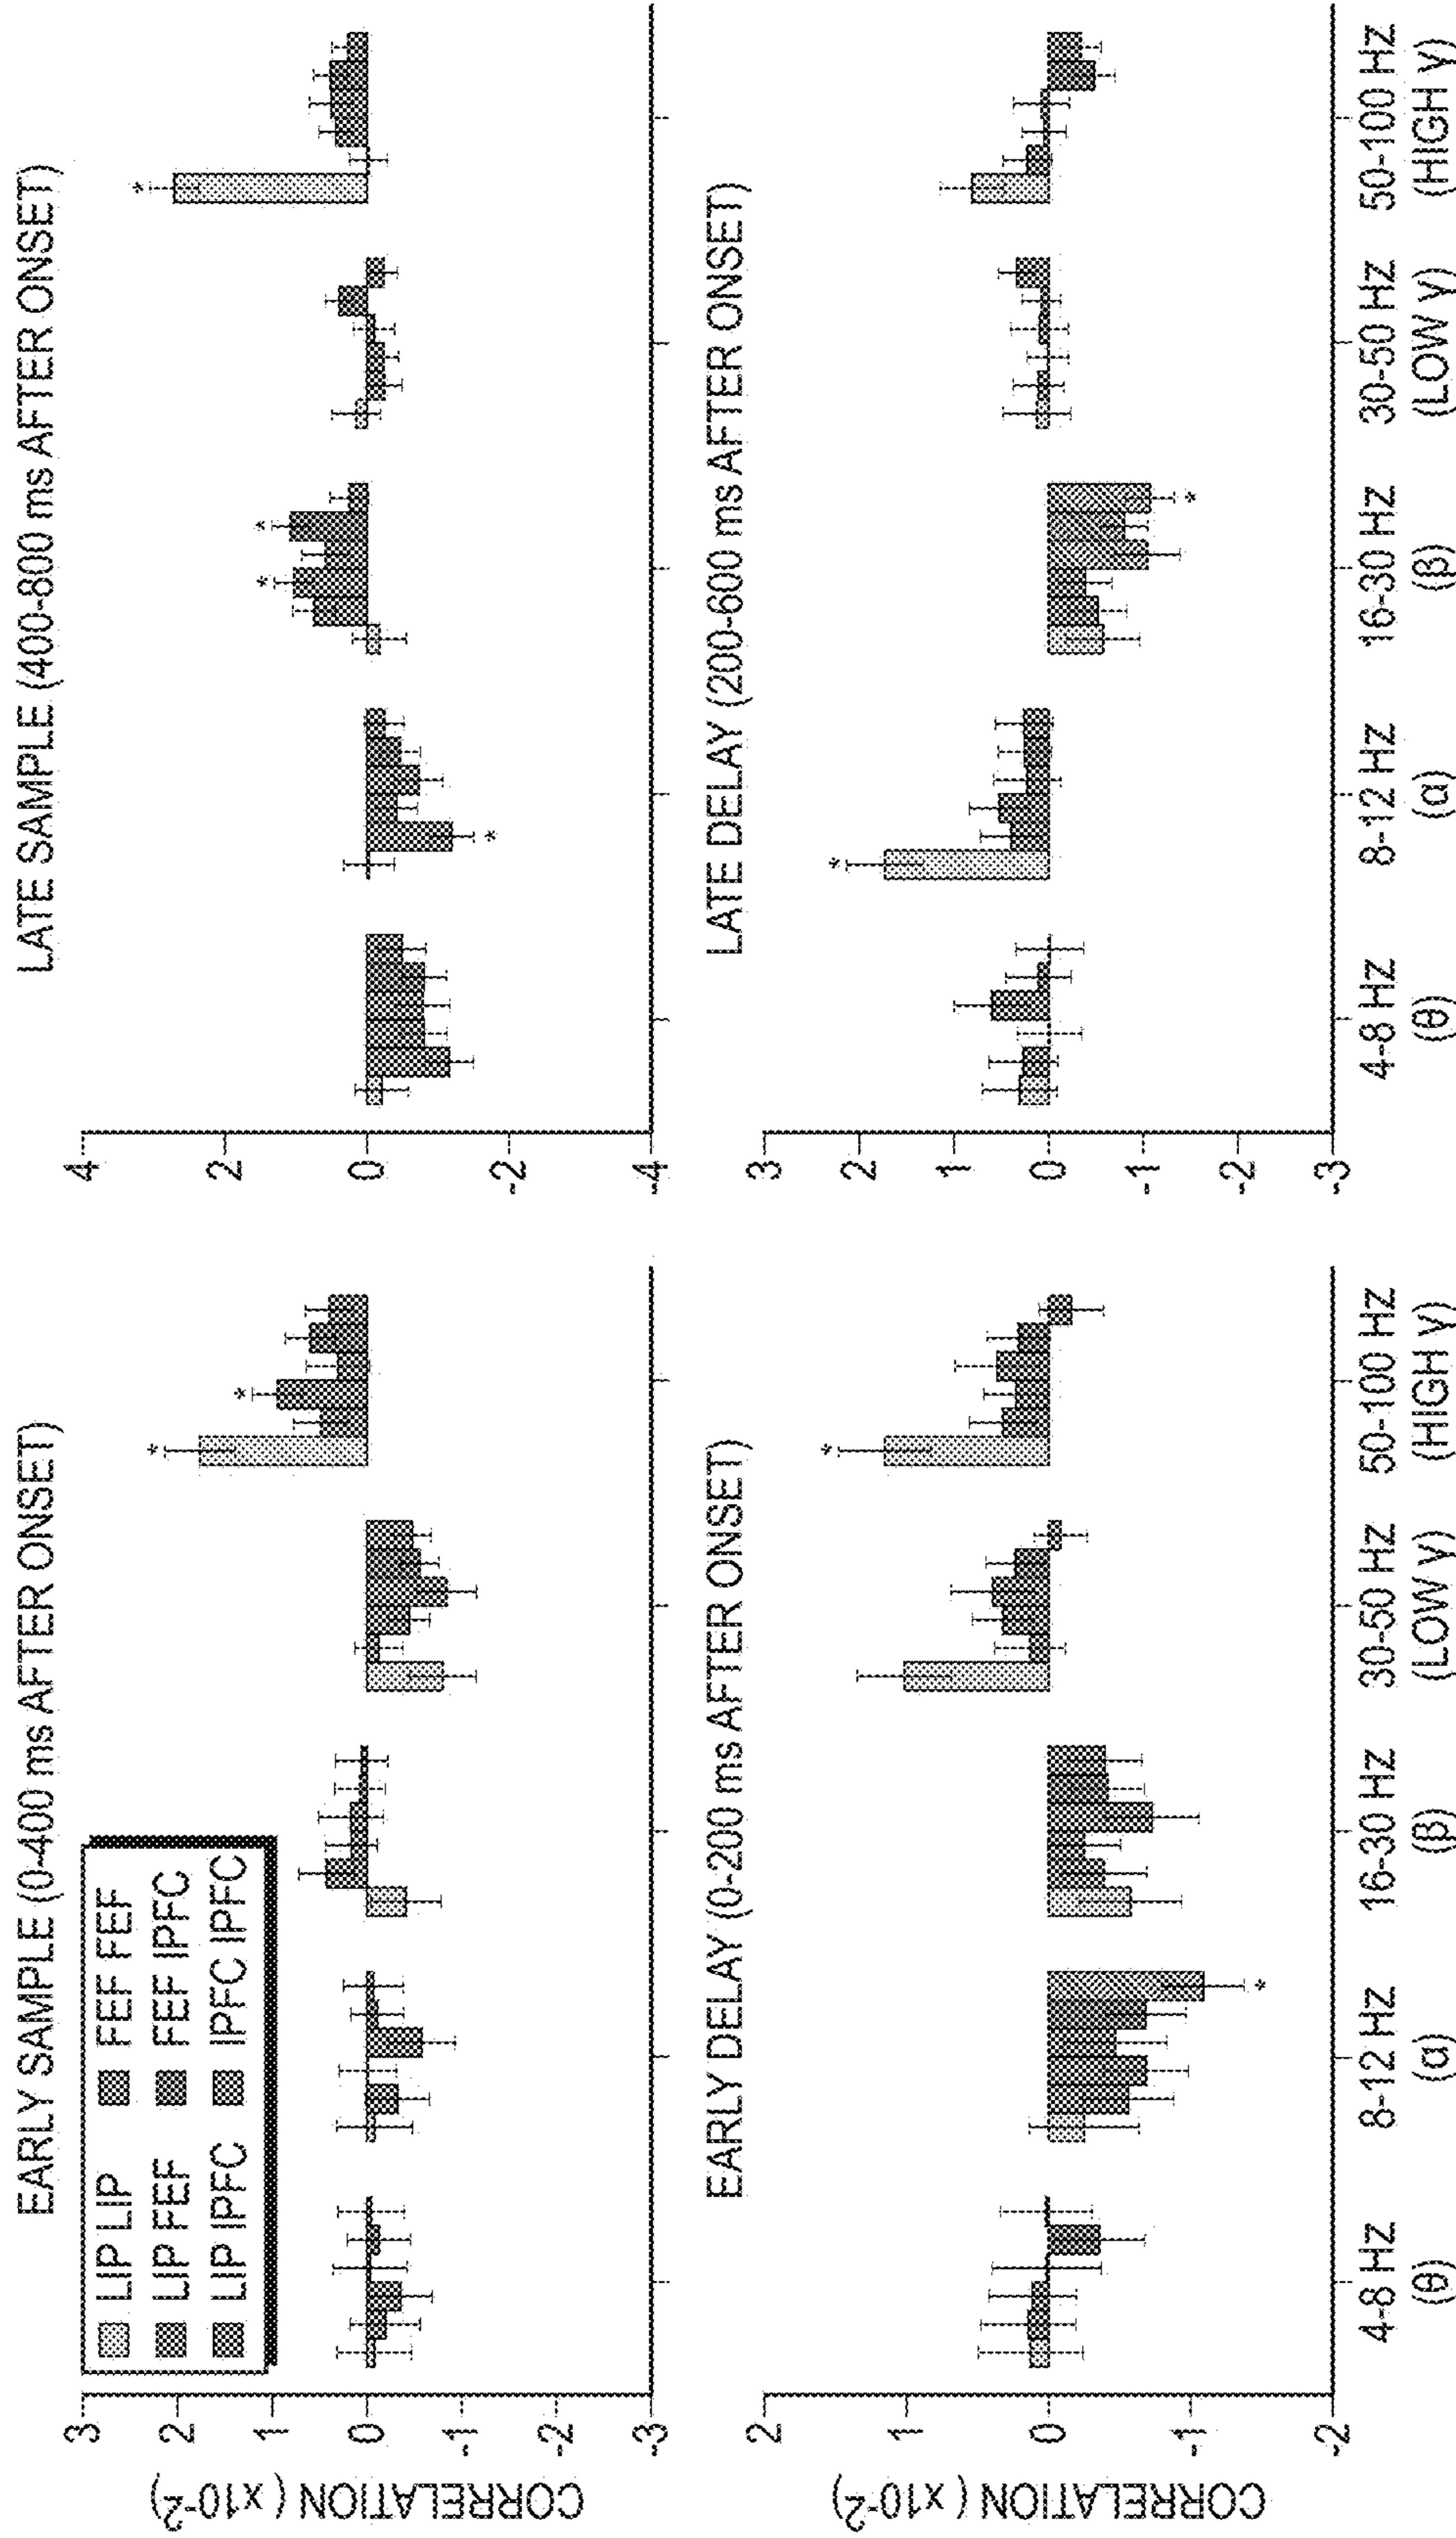 EARLY SAMPLE (0-400 ms AFTER ONSET)
LIP LIP
LIP FEF
LIP lPFC
FEF FEF
FEF lPFC
lPFC lPFC
CORRELATION (x10-2)
3
2
1
0
-1
-2
-3
* *
LATE SAMPLE (400-800 ms AFTER ONSET)
4
2
0
-2
-4
* * * *
EARLY DELAY (0-200 ms AFTER ONSET)
CORRELATION (x10-2)
2
1
0
-1
-2
* *
4-8 HZ 8-12 HZ 16-30 HZ 30-50 HZ 50-100 HZ
(θ) (α) (β) (LOW γ) (HIGH γ)
LATE DELAY (200-600 ms AFTER ONSET)
3
2
1
0
-1
-2
-3
* *
4-8 HZ 8-12 HZ 16-30 HZ 30-50 HZ 50-100 HZ
(θ) (α) (β) (LOW γ) (HIGH γ)